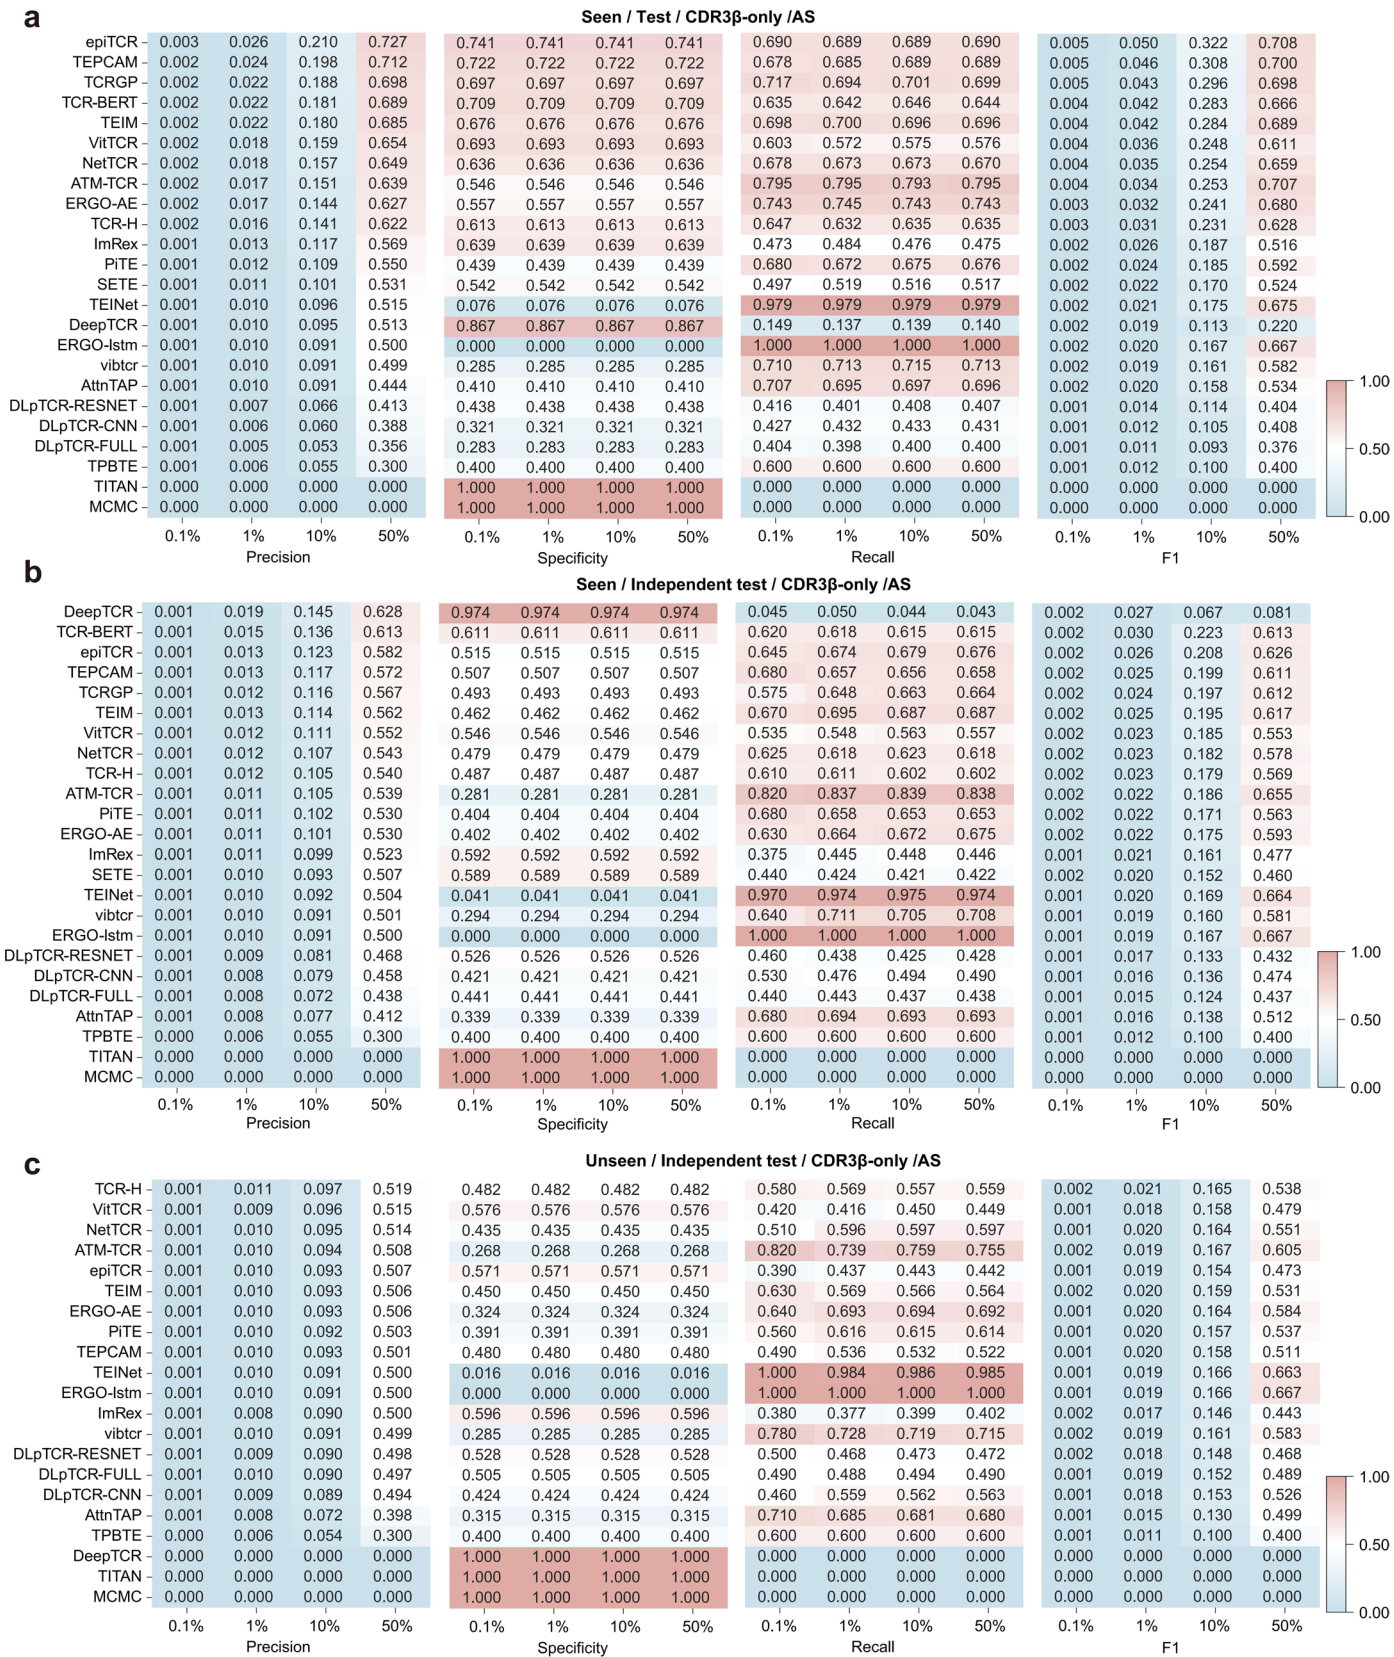 a
Seen / Test / CDR3β-only /AS
epiTCR 0.003 0.026 0.210 0.727 0.741 0.741 0.741 0.741 0.690 0.689 0.689 0.690 0.005 0.050 0.322 0.708
TEPCAM 0.002 0.024 0.198 0.712 0.722 0.722 0.722 0.722 0.678 0.685 0.689 0.689 0.005 0.046 0.308 0.700
TCRGP 0.002 0.022 0.188 0.698 0.697 0.697 0.697 0.697 0.717 0.694 0.701 0.699 0.005 0.043 0.296 0.698
TCR-BERT 0.002 0.022 0.181 0.689 0.709 0.709 0.709 0.709 0.635 0.642 0.646 0.644 0.004 0.042 0.283 0.666
TEIM 0.002 0.022 0.180 0.685 0.676 0.676 0.676 0.676 0.698 0.700 0.696 0.696 0.004 0.042 0.284 0.689
VitTCR 0.002 0.018 0.159 0.654 0.693 0.693 0.693 0.693 0.603 0.572 0.575 0.576 0.004 0.036 0.248 0.611
NetTCR 0.002 0.018 0.157 0.649 0.636 0.636 0.636 0.636 0.678 0.673 0.673 0.670 0.004 0.035 0.254 0.659
ATM-TCR 0.002 0.017 0.151 0.639 0.546 0.546 0.546 0.546 0.795 0.795 0.793 0.795 0.004 0.034 0.253 0.707
ERGO-AE 0.002 0.017 0.144 0.627 0.557 0.557 0.557 0.557 0.743 0.745 0.743 0.743 0.003 0.032 0.241 0.680
TCR-H 0.002 0.016 0.141 0.622 0.613 0.613 0.613 0.613 0.647 0.632 0.635 0.635 0.003 0.031 0.231 0.628
ImRex 0.001 0.013 0.117 0.569 0.639 0.639 0.639 0.639 0.473 0.484 0.476 0.475 0.002 0.026 0.187 0.516
PiTE 0.001 0.012 0.109 0.550 0.439 0.439 0.439 0.439 0.680 0.672 0.675 0.676 0.002 0.024 0.185 0.592
SETE 0.001 0.011 0.101 0.531 0.542 0.542 0.542 0.542 0.497 0.519 0.516 0.517 0.002 0.022 0.170 0.524
TEINet 0.001 0.010 0.096 0.515 0.076 0.076 0.076 0.076 0.979 0.979 0.979 0.979 0.002 0.021 0.175 0.675
DeepTCR 0.001 0.010 0.095 0.513 0.867 0.867 0.867 0.867 0.149 0.137 0.139 0.140 0.002 0.019 0.113 0.220
ERGO-lstm 0.001 0.010 0.091 0.500 0.000 0.000 0.000 0.000 1.000 1.000 1.000 1.000 0.002 0.020 0.167 0.667
vibtcr 0.001 0.010 0.091 0.499 0.285 0.285 0.285 0.285 0.710 0.713 0.715 0.713 0.002 0.019 0.161 0.582
AttnTAP 0.001 0.010 0.091 0.444 0.410 0.410 0.410 0.410 0.707 0.695 0.697 0.696 0.002 0.020 0.158 0.534
DLpTCR-RESNET 0.001 0.007 0.066 0.413 0.438 0.438 0.438 0.438 0.416 0.401 0.408 0.407 0.001 0.014 0.114 0.404
DLpTCR-CNN 0.001 0.006 0.060 0.388 0.321 0.321 0.321 0.321 0.427 0.432 0.433 0.431 0.001 0.012 0.105 0.408
DLpTCR-FULL 0.001 0.005 0.053 0.356 0.283 0.283 0.283 0.283 0.404 0.398 0.400 0.400 0.001 0.011 0.093 0.376
TPBTE 0.001 0.006 0.055 0.300 0.400 0.400 0.400 0.400 0.600 0.600 0.600 0.600 0.001 0.012 0.100 0.400
TITAN 0.000 0.000 0.000 0.000 1.000 1.000 1.000 1.000 0.000 0.000 0.000 0.000 0.000 0.000 0.000 0.000
MCMC 0.000 0.000 0.000 0.000 1.000 1.000 1.000 1.000 0.000 0.000 0.000 0.000 0.000 0.000 0.000 0.000
0.1% 1% 10% 50% 0.1% 1% 10% 50% 0.1% 1% 10% 50% 0.1% 1% 10% 50%
Precision Specificity Recall F1
1.00
0.50
0.00
b
Seen / Independent test / CDR3β-only /AS
DeepTCR 0.001 0.019 0.145 0.628 0.974 0.974 0.974 0.974 0.045 0.050 0.044 0.043 0.002 0.027 0.067 0.081
TCR-BERT 0.001 0.015 0.136 0.613 0.611 0.611 0.611 0.611 0.620 0.618 0.615 0.615 0.002 0.030 0.223 0.613
epiTCR 0.001 0.013 0.123 0.582 0.515 0.515 0.515 0.515 0.645 0.674 0.679 0.676 0.002 0.026 0.208 0.626
TEPCAM 0.001 0.013 0.117 0.572 0.507 0.507 0.507 0.507 0.680 0.657 0.656 0.658 0.002 0.025 0.199 0.611
TCRGP 0.001 0.012 0.116 0.567 0.493 0.493 0.493 0.493 0.575 0.648 0.663 0.664 0.002 0.024 0.197 0.612
TEIM 0.001 0.013 0.114 0.562 0.462 0.462 0.462 0.462 0.670 0.695 0.687 0.687 0.002 0.025 0.195 0.617
VitTCR 0.001 0.012 0.111 0.552 0.546 0.546 0.546 0.546 0.535 0.548 0.563 0.557 0.002 0.023 0.185 0.553
NetTCR 0.001 0.012 0.107 0.543 0.479 0.479 0.479 0.479 0.625 0.618 0.623 0.618 0.002 0.023 0.182 0.578
TCR-H 0.001 0.012 0.105 0.540 0.487 0.487 0.487 0.487 0.610 0.611 0.602 0.602 0.002 0.023 0.179 0.569
ATM-TCR 0.001 0.011 0.105 0.539 0.281 0.281 0.281 0.281 0.820 0.837 0.839 0.838 0.002 0.022 0.186 0.655
PiTE 0.001 0.011 0.102 0.530 0.404 0.404 0.404 0.404 0.680 0.658 0.653 0.653 0.002 0.022 0.171 0.563
ERGO-AE 0.001 0.011 0.101 0.530 0.402 0.402 0.402 0.402 0.630 0.664 0.672 0.675 0.002 0.022 0.175 0.593
ImRex 0.001 0.011 0.099 0.523 0.592 0.592 0.592 0.592 0.375 0.445 0.448 0.446 0.001 0.021 0.161 0.477
SETE 0.001 0.010 0.093 0.507 0.589 0.589 0.589 0.589 0.440 0.424 0.421 0.422 0.002 0.020 0.152 0.460
TEINet 0.001 0.010 0.092 0.504 0.041 0.041 0.041 0.041 0.970 0.974 0.975 0.974 0.001 0.020 0.169 0.664
vibtcr 0.001 0.010 0.091 0.501 0.294 0.294 0.294 0.294 0.640 0.711 0.705 0.708 0.001 0.019 0.160 0.581
ERGO-lstm 0.001 0.010 0.091 0.500 0.000 0.000 0.000 0.000 1.000 1.000 1.000 1.000 0.001 0.019 0.167 0.667
DLpTCR-RESNET 0.001 0.009 0.081 0.468 0.526 0.526 0.526 0.526 0.460 0.438 0.425 0.428 0.001 0.017 0.133 0.432
DLpTCR-CNN 0.001 0.008 0.079 0.458 0.421 0.421 0.421 0.421 0.530 0.476 0.494 0.490 0.001 0.016 0.136 0.474
DLpTCR-FULL 0.001 0.008 0.072 0.438 0.441 0.441 0.441 0.441 0.440 0.443 0.437 0.438 0.001 0.015 0.124 0.437
AttnTAP 0.001 0.008 0.077 0.412 0.339 0.339 0.339 0.339 0.680 0.694 0.693 0.693 0.001 0.016 0.138 0.512
TPBTE 0.000 0.006 0.055 0.300 0.400 0.400 0.400 0.400 0.600 0.600 0.600 0.600 0.001 0.012 0.100 0.400
TITAN 0.000 0.000 0.000 0.000 1.000 1.000 1.000 1.000 0.000 0.000 0.000 0.000 0.000 0.000 0.000 0.000
MCMC 0.000 0.000 0.000 0.000 1.000 1.000 1.000 1.000 0.000 0.000 0.000 0.000 0.000 0.000 0.000 0.000
0.1% 1% 10% 50% 0.1% 1% 10% 50% 0.1% 1% 10% 50% 0.1% 1% 10% 50%
Precision Specificity Recall F1
1.00
0.50
0.00
c
Unseen / Independent test / CDR3β-only /AS
TCR-H 0.001 0.011 0.097 0.519 0.482 0.482 0.482 0.482 0.580 0.569 0.557 0.559 0.002 0.021 0.165 0.538
VitTCR 0.001 0.009 0.096 0.515 0.576 0.576 0.576 0.576 0.420 0.416 0.450 0.449 0.001 0.018 0.158 0.479
NetTCR 0.001 0.010 0.095 0.514 0.435 0.435 0.435 0.435 0.510 0.596 0.597 0.597 0.001 0.020 0.164 0.551
ATM-TCR 0.001 0.010 0.094 0.508 0.268 0.268 0.268 0.268 0.820 0.739 0.759 0.755 0.002 0.019 0.167 0.605
epiTCR 0.001 0.010 0.093 0.507 0.571 0.571 0.571 0.571 0.390 0.437 0.443 0.442 0.001 0.019 0.154 0.473
TEIM 0.001 0.010 0.093 0.506 0.450 0.450 0.450 0.450 0.630 0.569 0.566 0.564 0.002 0.020 0.159 0.531
ERGO-AE 0.001 0.010 0.093 0.506 0.324 0.324 0.324 0.324 0.640 0.693 0.694 0.692 0.001 0.020 0.164 0.584
PiTE 0.001 0.010 0.092 0.503 0.391 0.391 0.391 0.391 0.560 0.616 0.615 0.614 0.001 0.020 0.157 0.537
TEPCAM 0.001 0.010 0.093 0.501 0.480 0.480 0.480 0.480 0.490 0.536 0.532 0.522 0.001 0.020 0.158 0.511
TEINet 0.001 0.010 0.091 0.500 0.016 0.016 0.016 0.016 1.000 0.984 0.986 0.985 0.001 0.019 0.166 0.663
ERGO-lstm 0.001 0.010 0.091 0.500 0.000 0.000 0.000 0.000 1.000 1.000 1.000 1.000 0.001 0.019 0.166 0.667
ImRex 0.001 0.008 0.090 0.500 0.596 0.596 0.596 0.596 0.380 0.377 0.399 0.402 0.002 0.017 0.146 0.443
vibtcr 0.001 0.010 0.091 0.499 0.285 0.285 0.285 0.285 0.780 0.728 0.719 0.715 0.002 0.019 0.161 0.583
DLpTCR-RESNET 0.001 0.009 0.090 0.498 0.528 0.528 0.528 0.528 0.500 0.468 0.473 0.472 0.002 0.018 0.148 0.468
DLpTCR-FULL 0.001 0.010 0.090 0.497 0.505 0.505 0.505 0.505 0.490 0.488 0.494 0.490 0.001 0.019 0.152 0.489
DLpTCR-CNN 0.001 0.009 0.089 0.494 0.424 0.424 0.424 0.424 0.460 0.559 0.562 0.563 0.001 0.018 0.153 0.526
AttnTAP 0.001 0.008 0.072 0.398 0.315 0.315 0.315 0.315 0.710 0.685 0.681 0.680 0.001 0.015 0.130 0.499
TPBTE 0.000 0.006 0.054 0.300 0.400 0.400 0.400 0.400 0.600 0.600 0.600 0.600 0.001 0.011 0.100 0.400
DeepTCR 0.000 0.000 0.000 0.000 1.000 1.000 1.000 1.000 0.000 0.000 0.000 0.000 0.000 0.000 0.000 0.000
TITAN 0.000 0.000 0.000 0.000 1.000 1.000 1.000 1.000 0.000 0.000 0.000 0.000 0.000 0.000 0.000 0.000
MCMC 0.000 0.000 0.000 0.000 1.000 1.000 1.000 1.000 0.000 0.000 0.000 0.000 0.000 0.000 0.000 0.000
0.1% 1% 10% 50% 0.1% 1% 10% 50% 0.1% 1% 10% 50% 0.1% 1% 10% 50%
Precision Specificity Recall F1
1.00
0.50
0.00